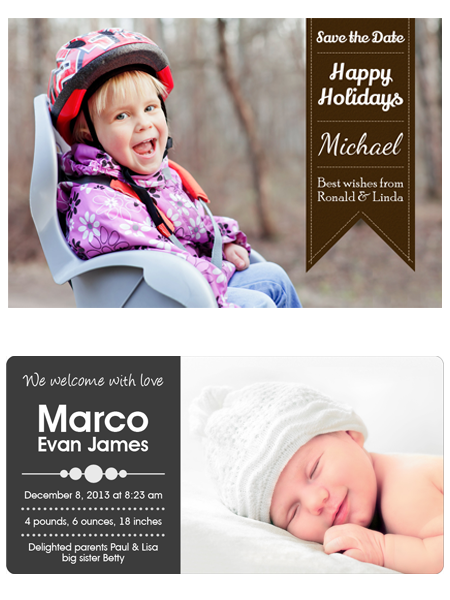 Save the Date
Happy
Holidays
Michael
Best wishes from
Ronald & Linda
We welcome with love
Marco
Evan James
December 8, 2013 at 8:23 am
4 pounds, 6 ounces, 18 inches
Delighted parents Paul & Lisa
big sister Betty